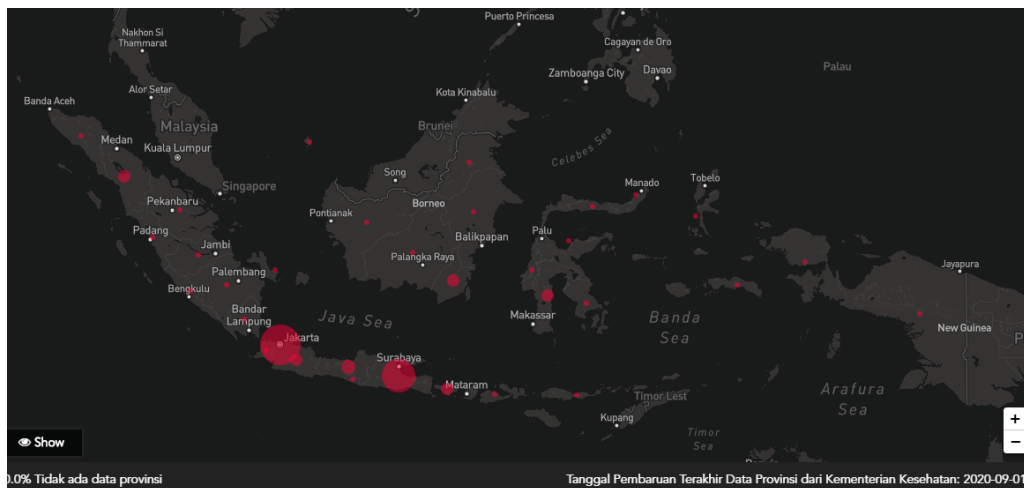 Puerto Princesa
Nakhon Si
Thammarat
Cagayan de Oro
Palau
Zamboanga City
Davao
Alor Setar
Banda Aceh
Kota Kinabalu
Malaysia
Brunei
Medan
Kuala Lumpur
Celebes Sea
Song
Tobelo
Singapore
Manado
Pekanbaru
Borneo
Pontianak
Padang
Palu
Jambi
Balikpapan
Palangka Raya
Jayapura
Palembang
Bengkulu
Bandar
Lampung
Java Sea
Makassar
Banda
Sea
New Guinea
Jakarta
Surabaya
Mataram
Timor Lest
Arafura
Sea
Kupang
Timor
Sea
+
−
Show
0.0% Tidak ada data provinsi
Tanggal Pembaruan Terakhir Data Provinsi dari Kementerian Kesehatan: 2020-09-01